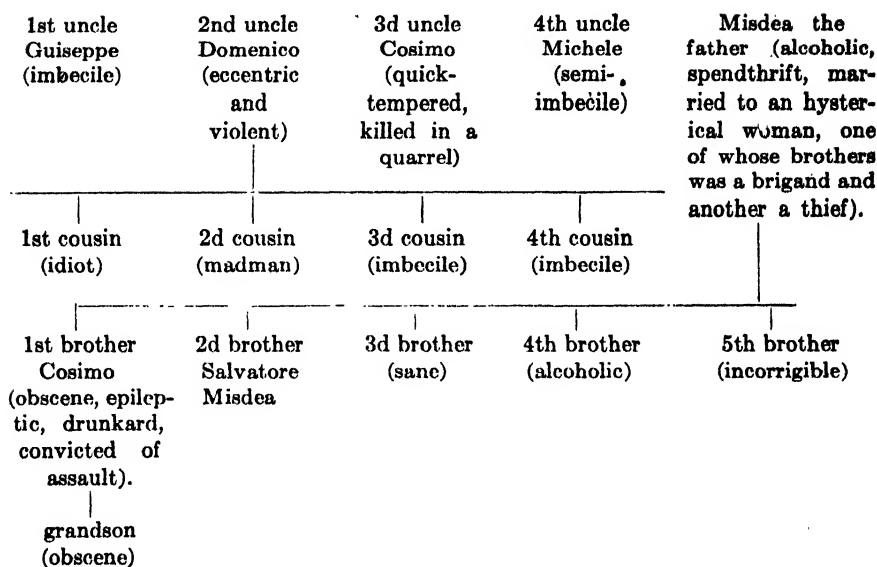 1st uncle
Guiseppe
(imbecile)
2nd uncle
Domenico
(eccentric
and
violent)
3d uncle
Cosimo
(quick-
tempered,
killed in a
quarrel)
4th uncle
Michele
(semi-
imbecile)
Misdea the
father (alcoholic,
spendthrift, mar-
ried to an hyster-
ical woman, one
of whose brothers
was a brigand and
another a thief).
1st cousin
(idiot)
2d cousin
(madman)
3d cousin
(imbecile)
4th cousin
(imbecile)
1st brother
Cosimo
(obscene, epilep-
tic, drunkard,
convicted of
assault).
2d brother
Salvatore
Misdea
3d brother
(sane)
4th brother
(alcoholic)
5th brother
(incorrigible)
grandson
(obscene)